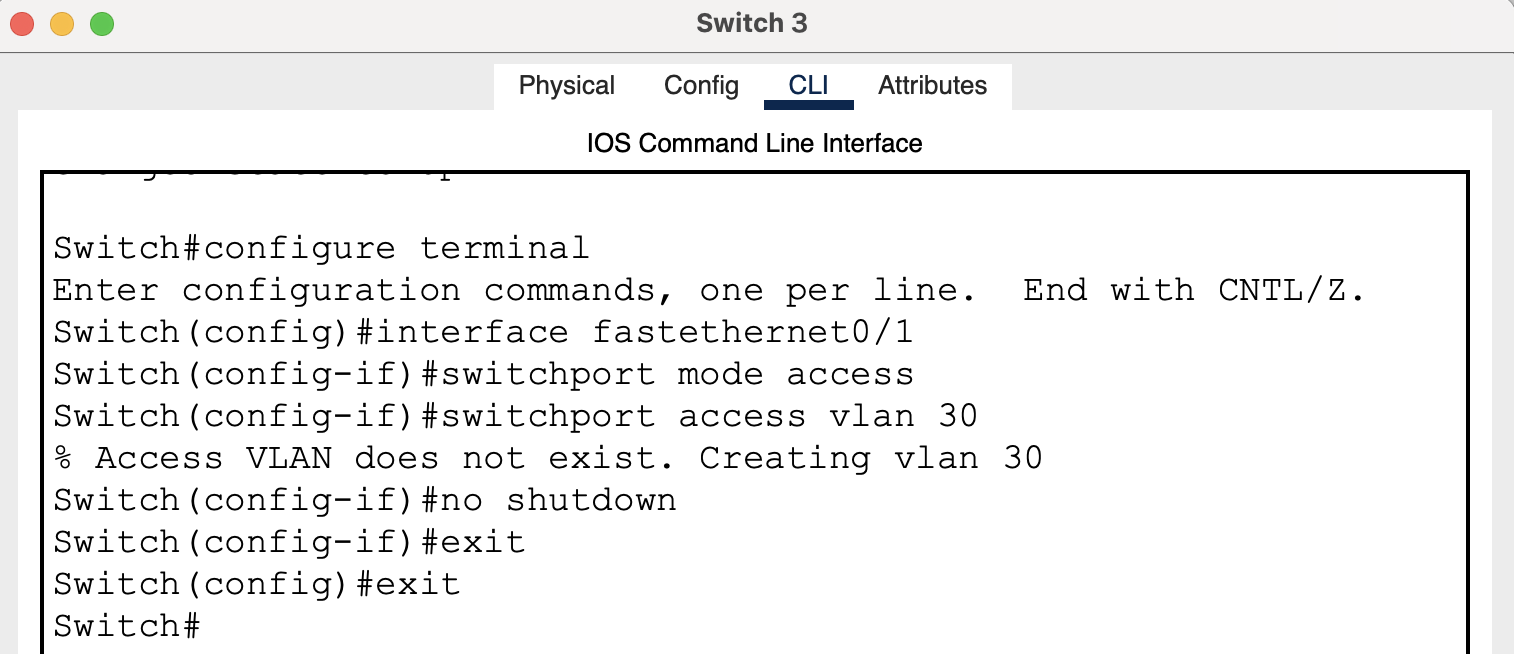 Switch 3
Physical Config CLI Attributes
IOS Command Line Interface
Switch#configure terminal
Enter configuration commands, one per line.  End with CNTL/Z.
Switch(config)#interface fastethernet0/1
Switch(config-if)#switchport mode access
Switch(config-if)#switchport access vlan 30
% Access VLAN does not exist. Creating vlan 30
Switch(config-if)#no shutdown
Switch(config-if)#exit
Switch(config)#exit
Switch#